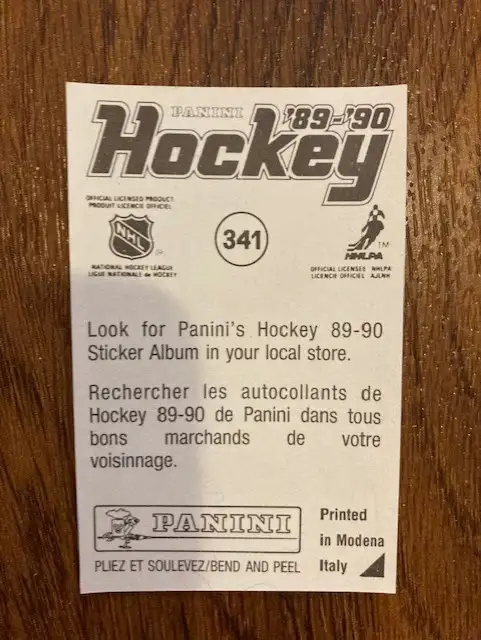 PANINI '89-'90
Hockey
OFFICIAL LICENSED PRODUCT
PRODUIT LICENCIÉ OFFICIEL
NHL
NATIONAL HOCKEY LEAGUE
LIGUE NATIONALE de HOCKEY
341
TM
NHLPA
OFFICIAL LICENSEE NHLPA
LICENCIÉ OFFICIEL AJLNH
Look for Panini's Hockey 89-90
Sticker Album in your local store.
Rechercher les autocollants de
Hockey 89-90 de Panini dans tous
bons marchands de votre
voisinnage.
PANINI
PLIEZ ET SOULEVEZ/BEND AND PEEL
Printed
in Modena
Italy